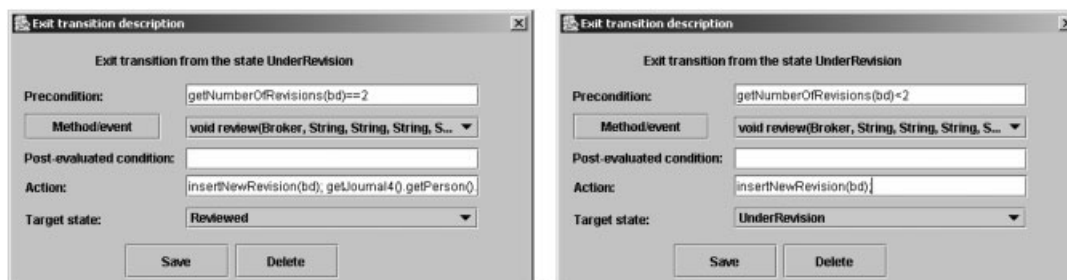 Exit transition description
Exit transition from the state UnderRevision
Precondition: getNumberOfRevisions(bd)==2
Method/event void review(Broker, String, String, String, S...
Post-evaluated condition:
Action: insertNewRevision(bd); getJournal4().getPerson().
Target state: Reviewed
Save Delete
Exit transition description
Exit transition from the state UnderRevision
Precondition: getNumberOfRevisions(bd)<2
Method/event void review(Broker, String, String, String, S...
Post-evaluated condition:
Action: insertNewRevision(bd);
Target state: UnderRevision
Save Delete